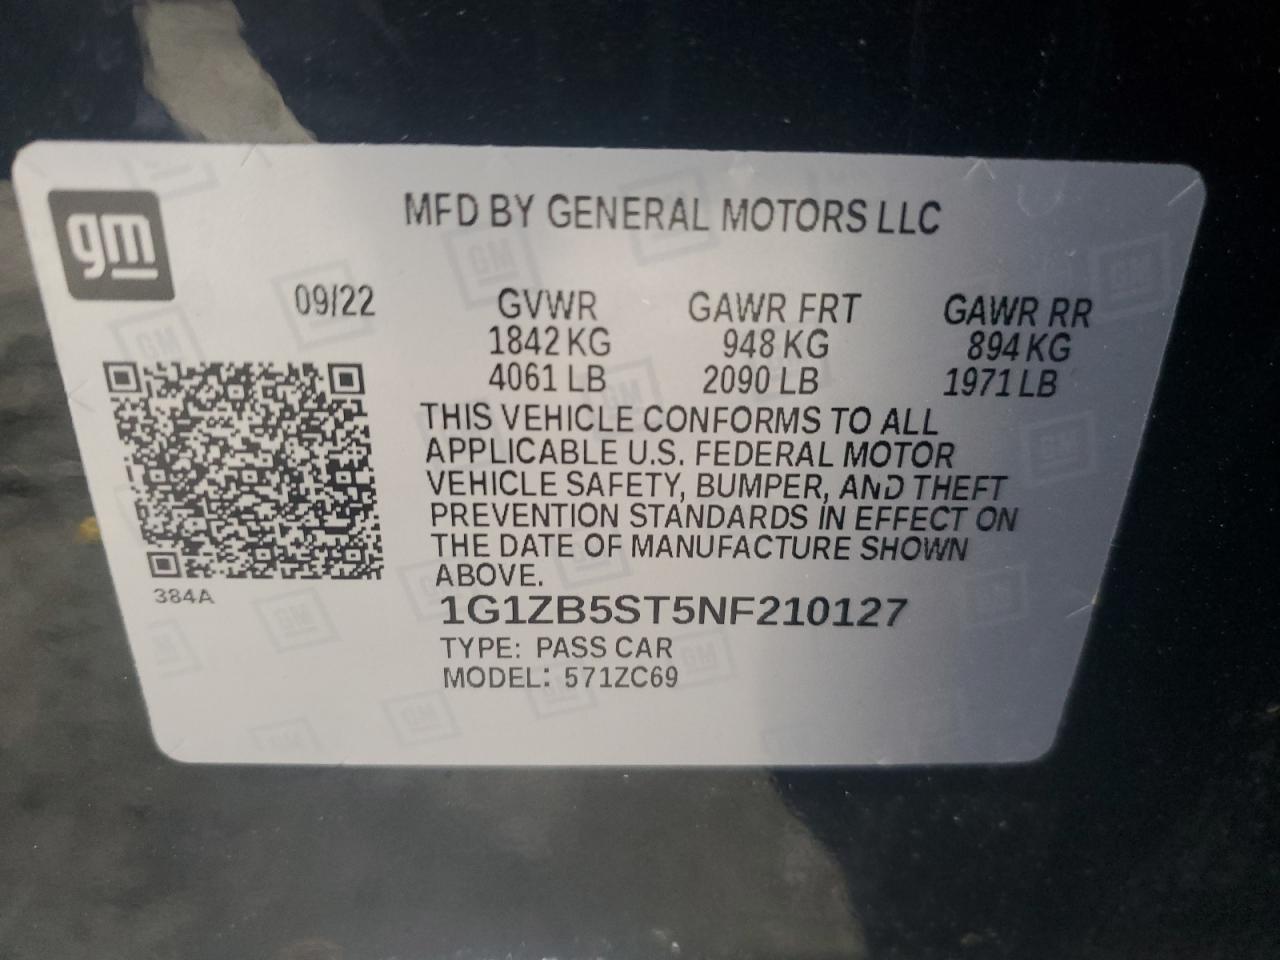 gm
MFD BY GENERAL MOTORS LLC
09/22
GVWR GAWR FRT GAWR RR
1842 KG 948 KG 894 KG
4061 LB 2090 LB 1971 LB
THIS VEHICLE CONFORMS TO ALL
APPLICABLE U.S. FEDERAL MOTOR
VEHICLE SAFETY, BUMPER, AND THEFT
PREVENTION STANDARDS IN EFFECT ON
THE DATE OF MANUFACTURE SHOWN
ABOVE.
384A
1G1ZB5ST5NF210127
TYPE: PASS CAR
MODEL: 571ZC69